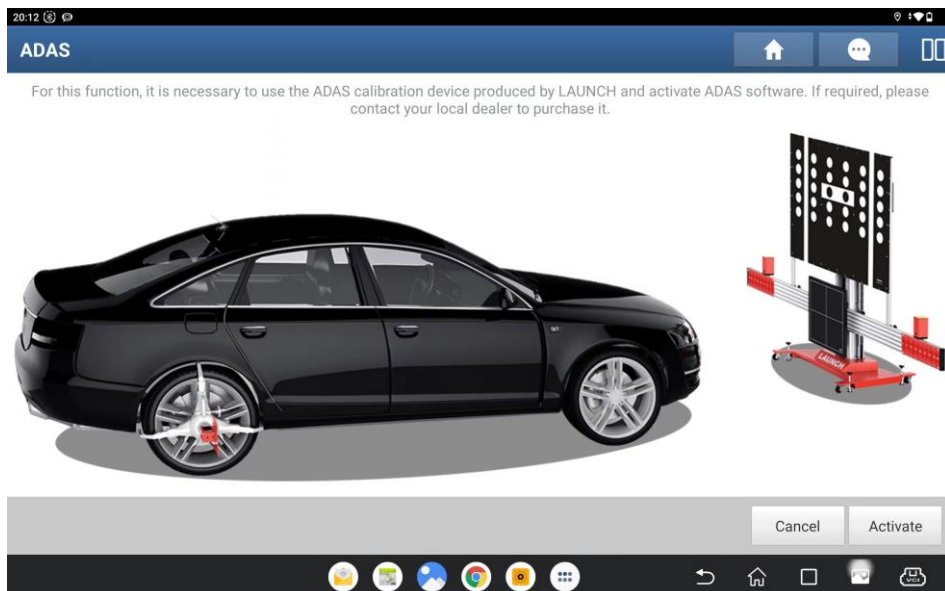 20:12
ADAS
For this function, it is necessary to use the ADAS calibration device produced by LAUNCH and activate ADAS software. If required, please
contact your local dealer to purchase it.
LAUNCH
Cancel
Activate
VCI